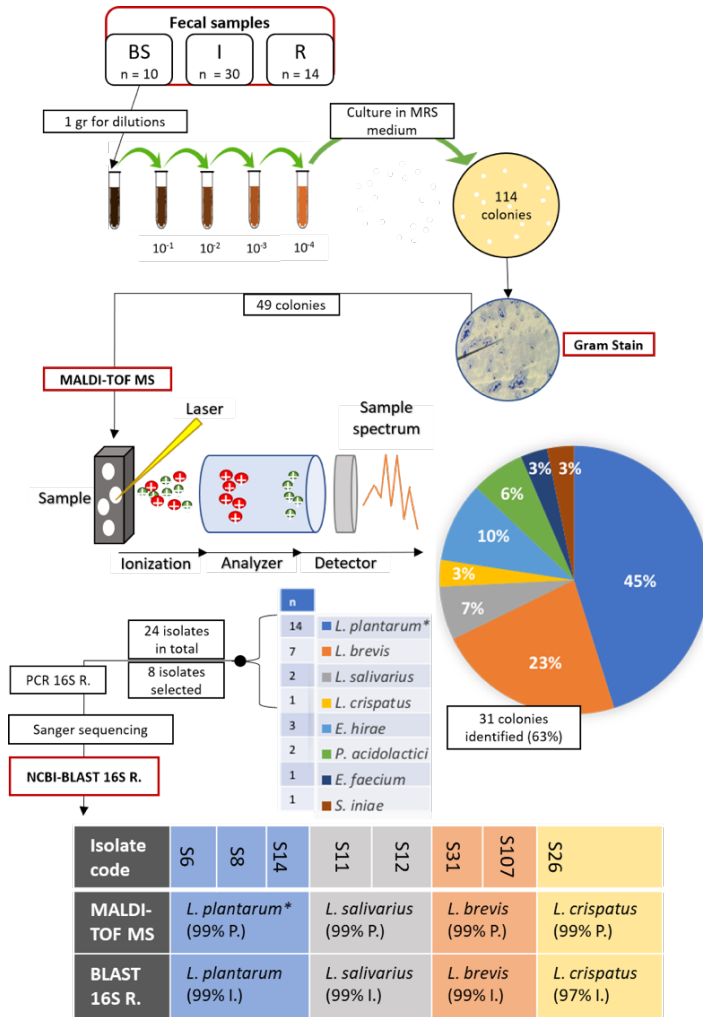 Fecal samples
BS
n = 10
I
n = 30
R
n = 14
1 gr for dilutions
Culture in MRS
medium
114
colonies
10-1
10-2
10-3
10-4
49 colonies
Gram Stain
MALDI-TOF MS
Laser
Sample
spectrum
Sample
Ionization
Analyzer
Detector
3%
3%
6%
10%
3%
7%
23%
45%
31 colonies
identified (63%)
24 isolates
in total
8 isolates
selected
PCR 16S R.
Sanger sequencing
NCBI-BLAST 16S R.
n
14 L. plantarum*
7 L. brevis
2 L. salivarius
1 L. crispatus
3 E. hirae
2 P. acidolactici
1 E. faecium
1 S. iniae
Isolate
code
S6
S8
S14
S11
S12
S31
S107
S26
MALDI-
TOF MS
L. plantarum*
(99% P.)
L. salivarius
(99% P.)
L. brevis
(99% P.)
L. crispatus
(99% P.)
BLAST
16S R.
L. plantarum
(99% I.)
L. salivarius
(99% I.)
L. brevis
(99% I.)
L. crispatus
(97% I.)